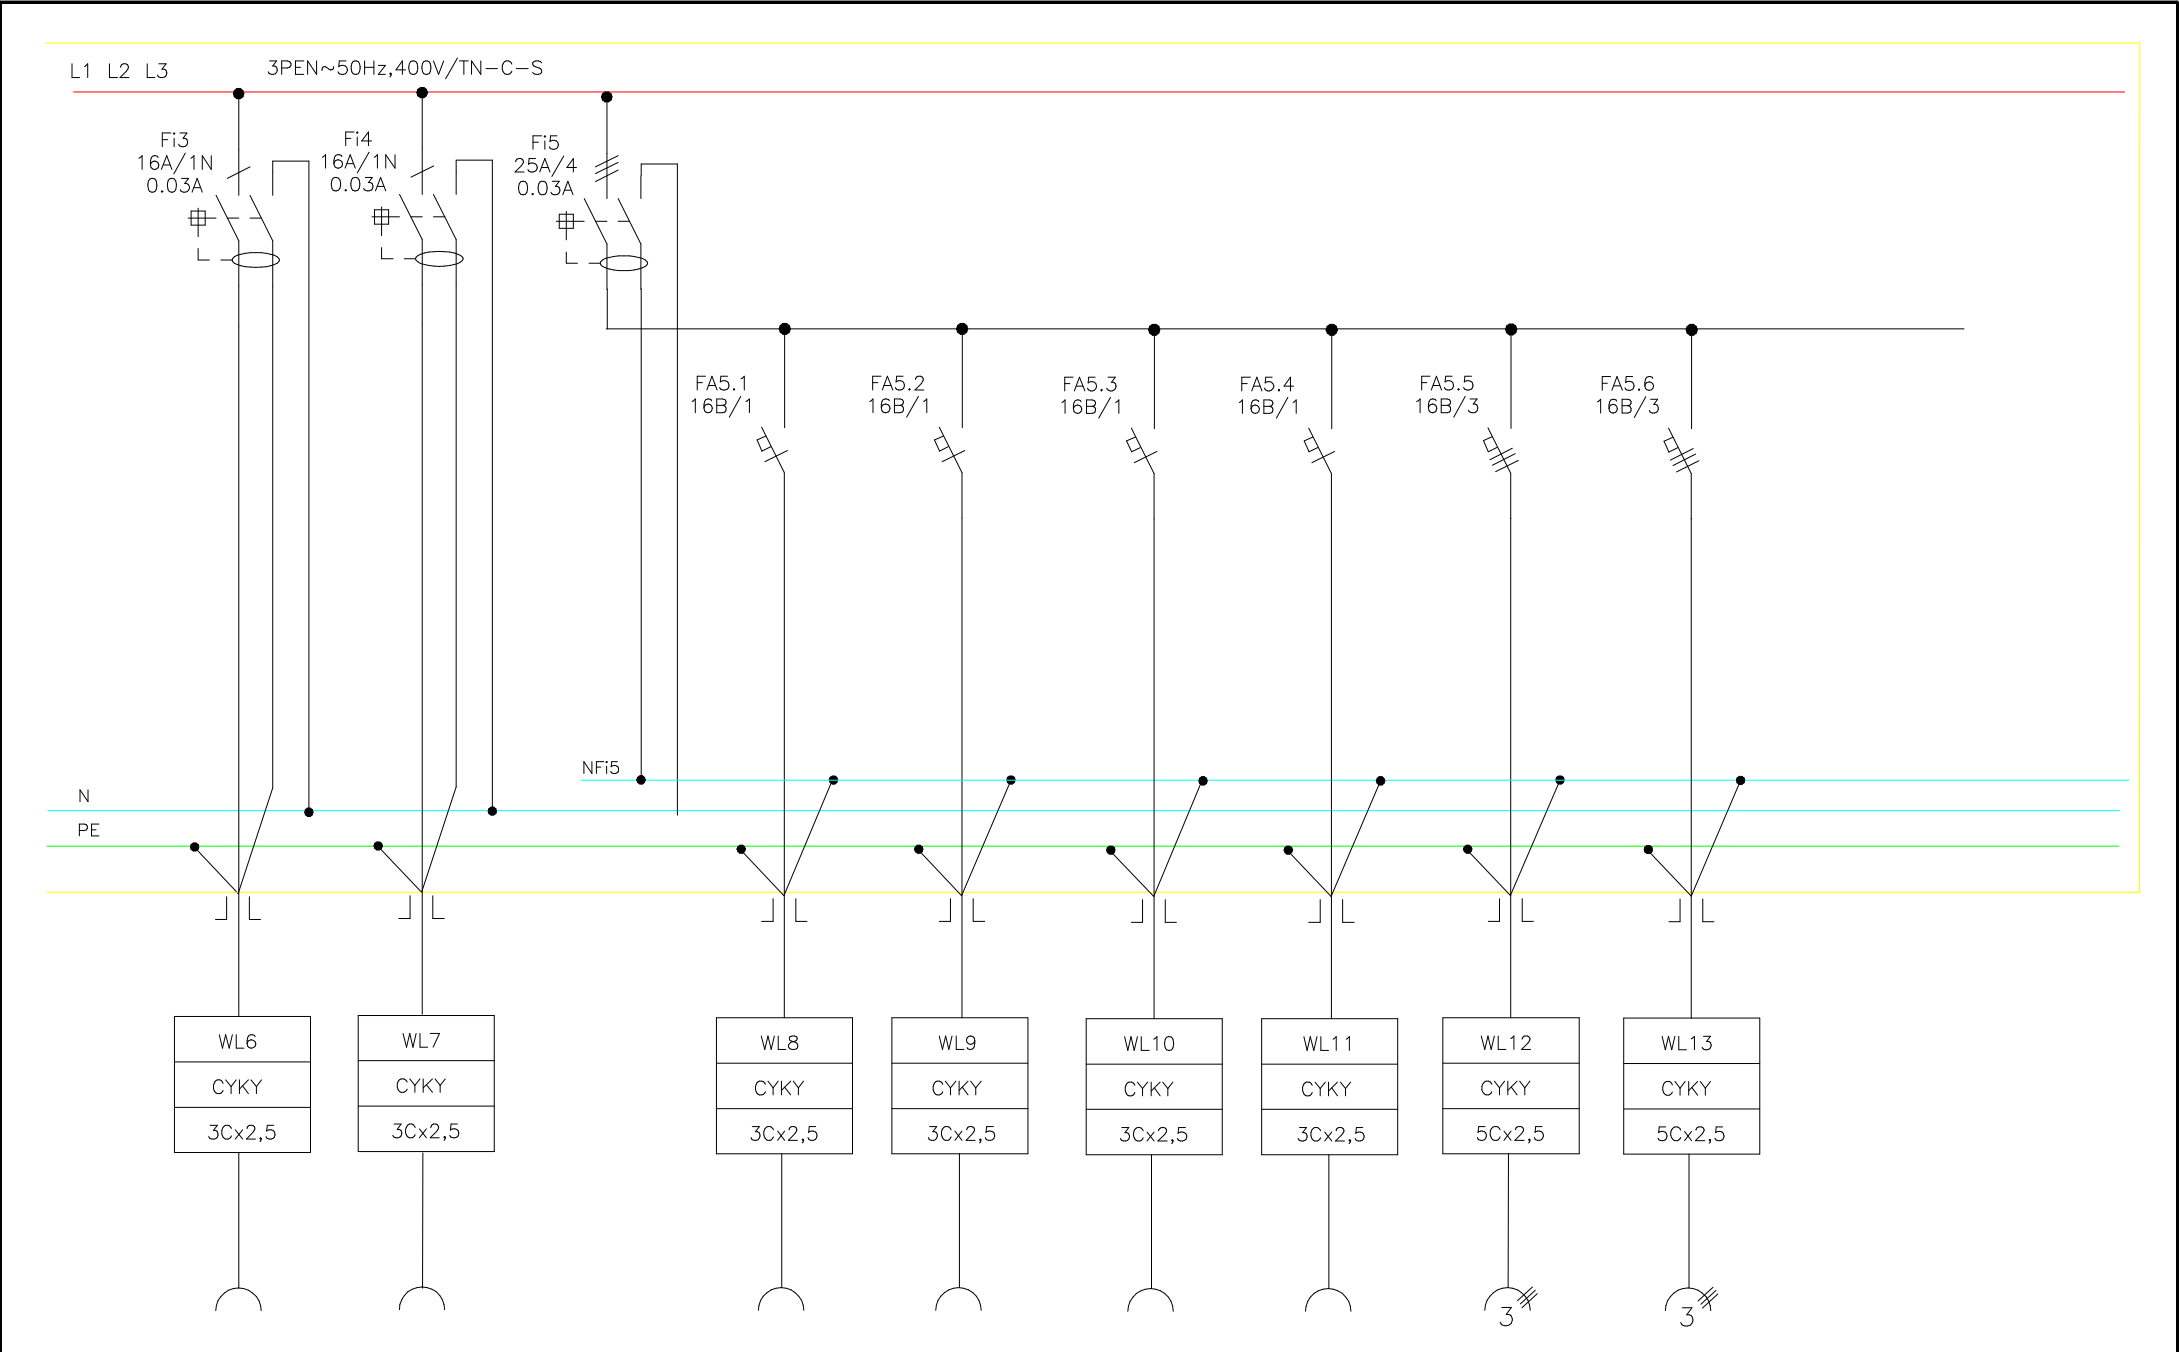 L1 L2 L3
3PEN~50Hz,400V/TN-C-S
Fi3
16A/1N
0.03A
Fi4
16A/1N
0.03A
Fi5
25A/4
0.03A
FA5.1
16B/1
FA5.2
16B/1
FA5.3
16B/1
FA5.4
16B/1
FA5.5
16B/3
FA5.6
16B/3
NFi5
N
PE
WL6
CYKY
3Cx2,5
WL7
CYKY
3Cx2,5
WL8
CYKY
3Cx2,5
WL9
CYKY
3Cx2,5
WL10
CYKY
3Cx2,5
WL11
CYKY
3Cx2,5
WL12
CYKY
5Cx2,5
WL13
CYKY
5Cx2,5
3
3